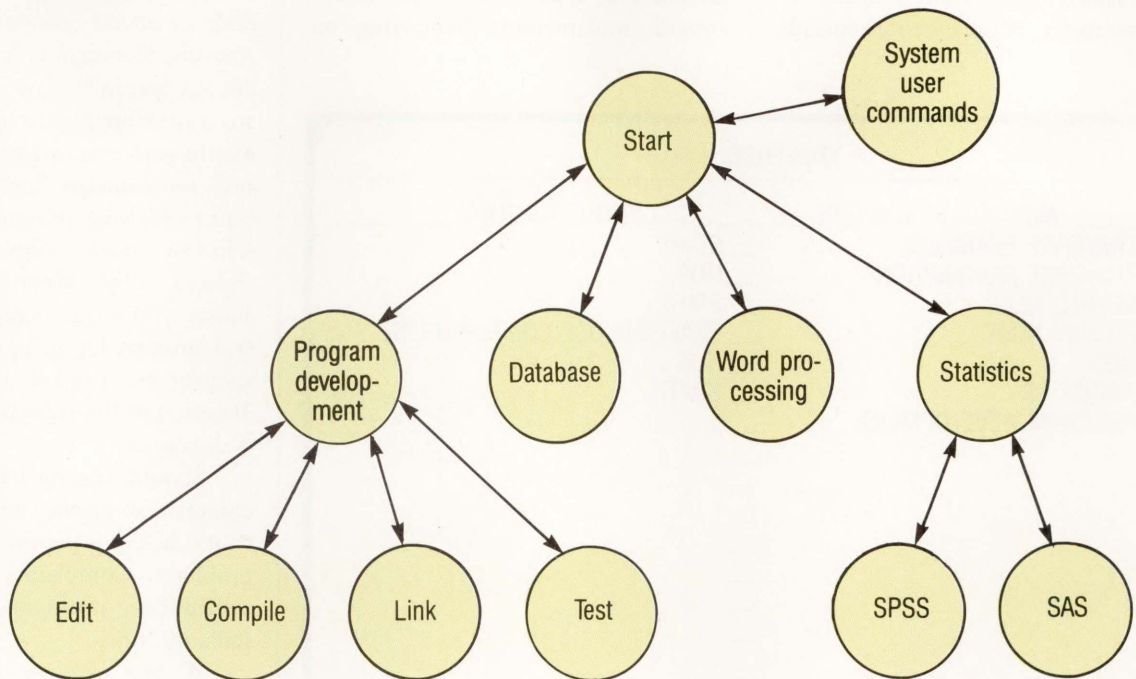 System
user
commands
Start
Program
develop-
ment
Database
Word pro-
cessing
Statistics
Edit
Compile
Link
Test
SPSS
SAS